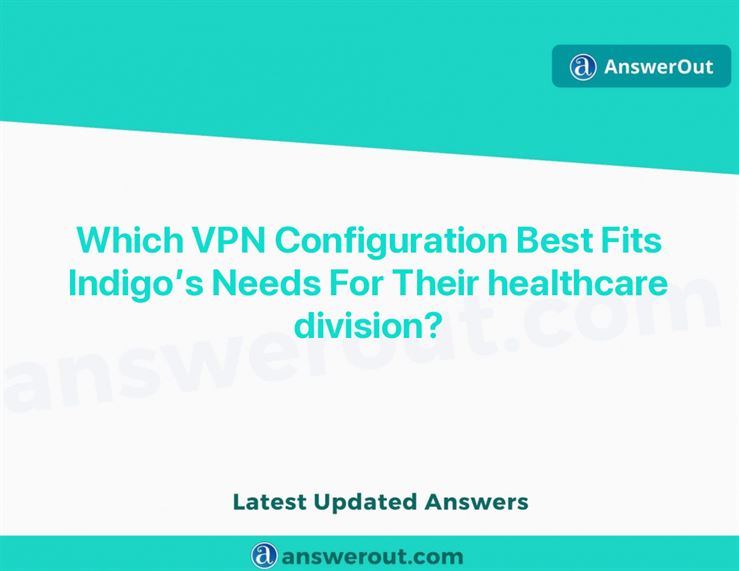 AnswerOut
Which VPN Configuration Best Fits
Indigo’s Needs For Their healthcare
division?
answerout.com
Latest Updated Answers
answerout.com